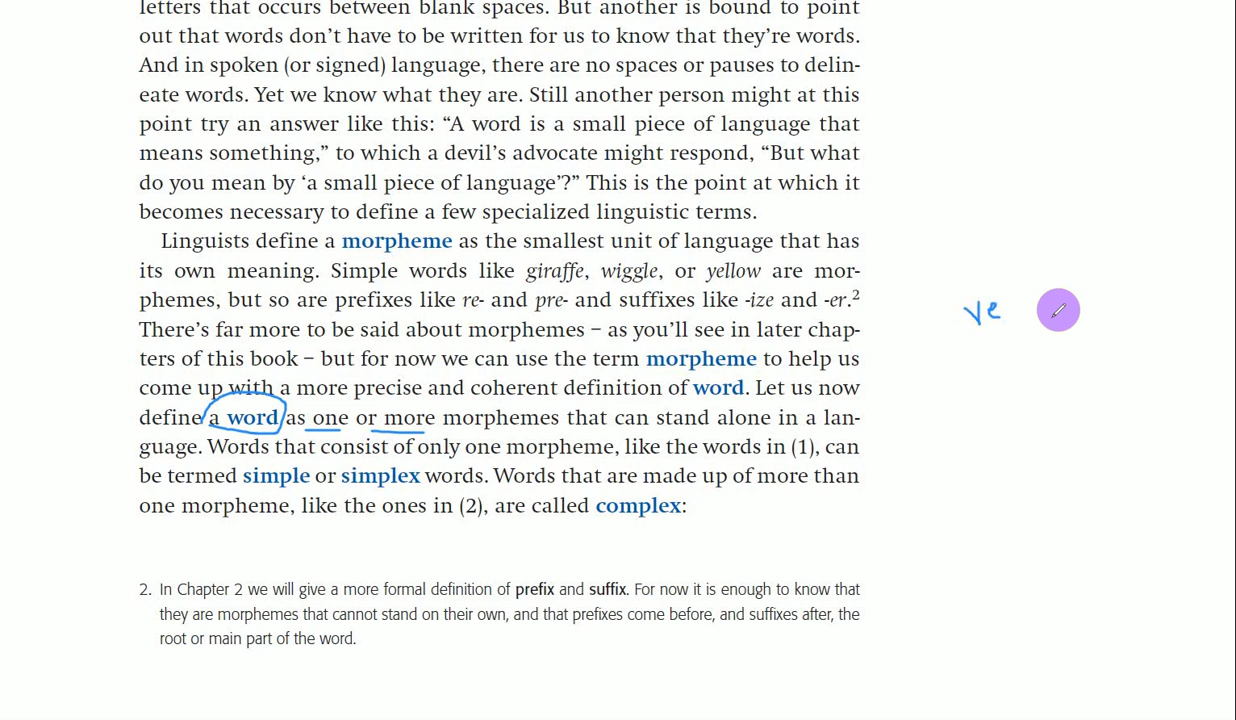 letters that occurs between blank spaces. But another is bound to point
out that words don't have to be written for us to know that they're words.
And in spoken (or signed) language, there are no spaces or pauses to delin-
eate words. Yet we know what they are. Still another person might at this
point try an answer like this: “A word is a small piece of language that
means something,” to which a devil's advocate might respond, “But what
do you mean by ‘a small piece of language’?” This is the point at which it
becomes necessary to define a few specialized linguistic terms.
Linguists define a morpheme as the smallest unit of language that has
its own meaning. Simple words like giraffe, wiggle, or yellow are mor-
phemes, but so are prefixes like re- and pre- and suffixes like -ize and -er.²
There's far more to be said about morphemes – as you'll see in later chap-
ters of this book – but for now we can use the term morpheme to help us
come up with a more precise and coherent definition of word. Let us now
define a word as one or more morphemes that can stand alone in a lan-
guage. Words that consist of only one morpheme, like the words in (1), can
be termed simple or simplex words. Words that are made up of more than
one morpheme, like the ones in (2), are called complex:
2. In Chapter 2 we will give a more formal definition of prefix and suffix. For now it is enough to know that
they are morphemes that cannot stand on their own, and that prefixes come before, and suffixes after, the
root or main part of the word.
ve